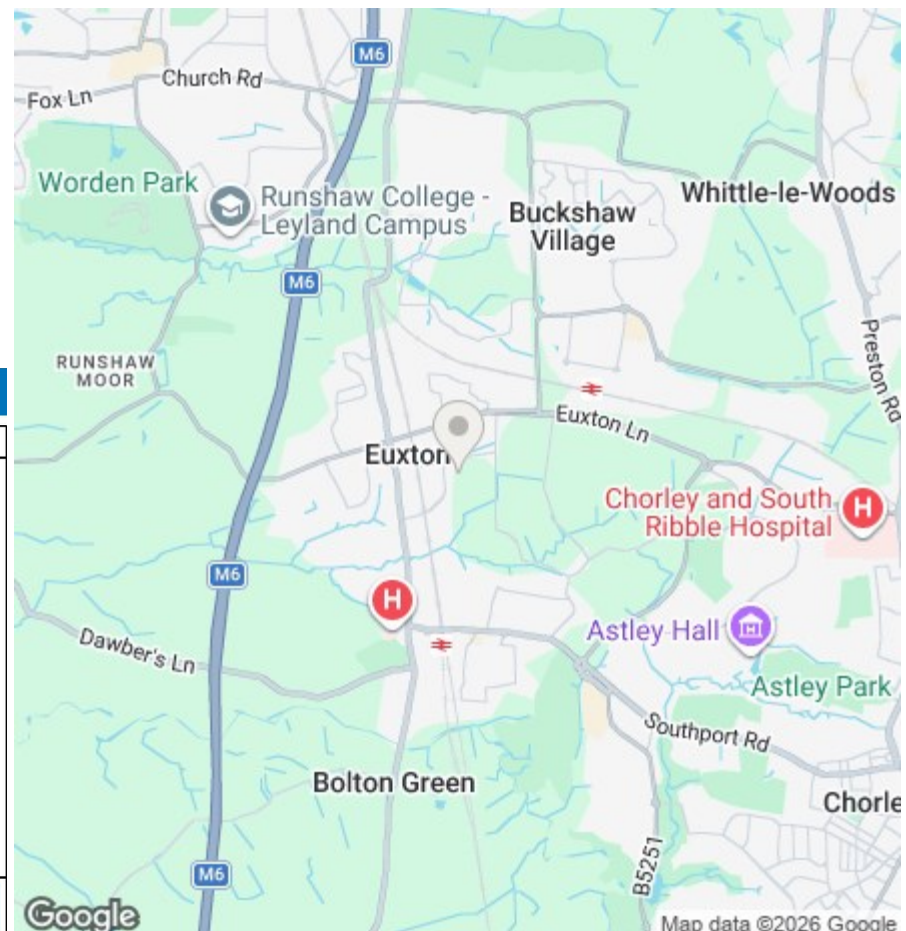 M6
Church Rd
Fox Ln
Worden Park
Runshaw College -
Leyland Campus
Whittle-le-Woods
Buckshaw
Village
M6
RUNSHAW
MOOR
Preston Rd
Euxton Ln
Euxton
Chorley and South
Ribble Hospital
H
M6
H
Astley Hall
Dawber's Ln
Astley Park
Southport Rd
Bolton Green
Chorle
B5251
M6
Google
Map data ©2026 Google